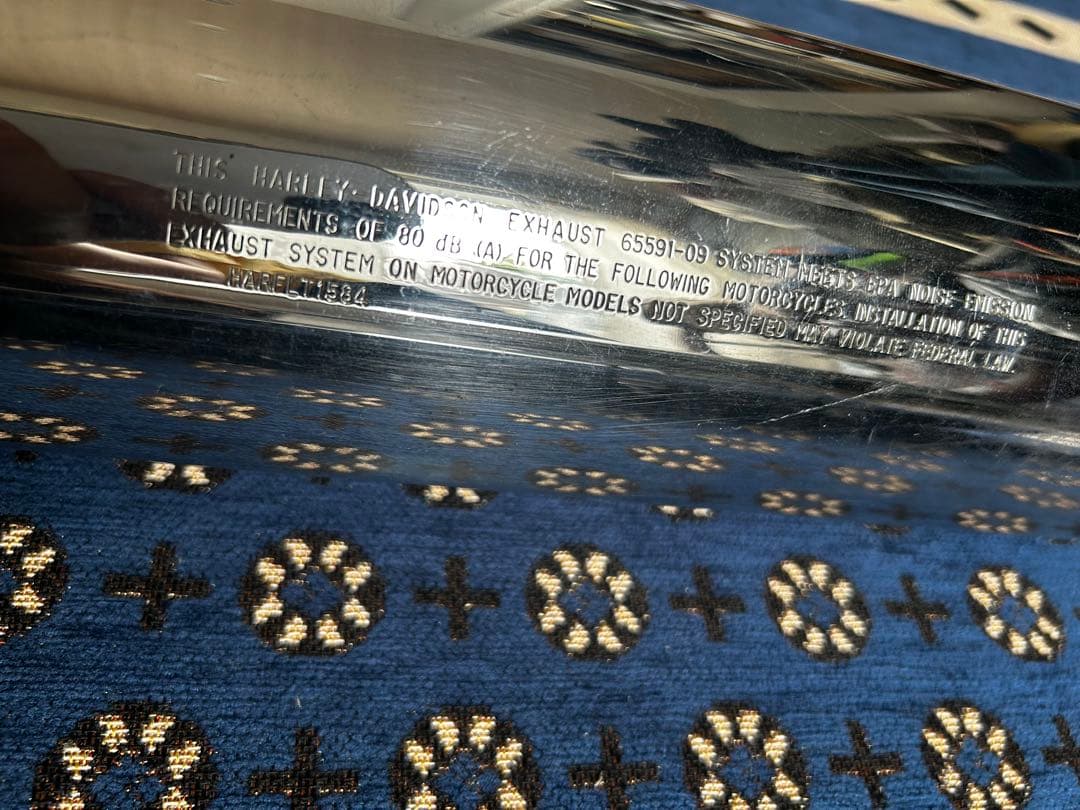 THIS HARLEY-DAVIDSON EXHAUST 65591-09 SYSTEM MEETS EPA NOISE EMISSION
REQUIREMENTS OF 80 dB (A) FOR THE FOLLOWING MOTORCYCLES. INSTALLATION OF THIS
EXHAUST SYSTEM ON MOTORCYCLE MODELS NOT SPECIFIED MAY VIOLATE FEDERAL LAW.